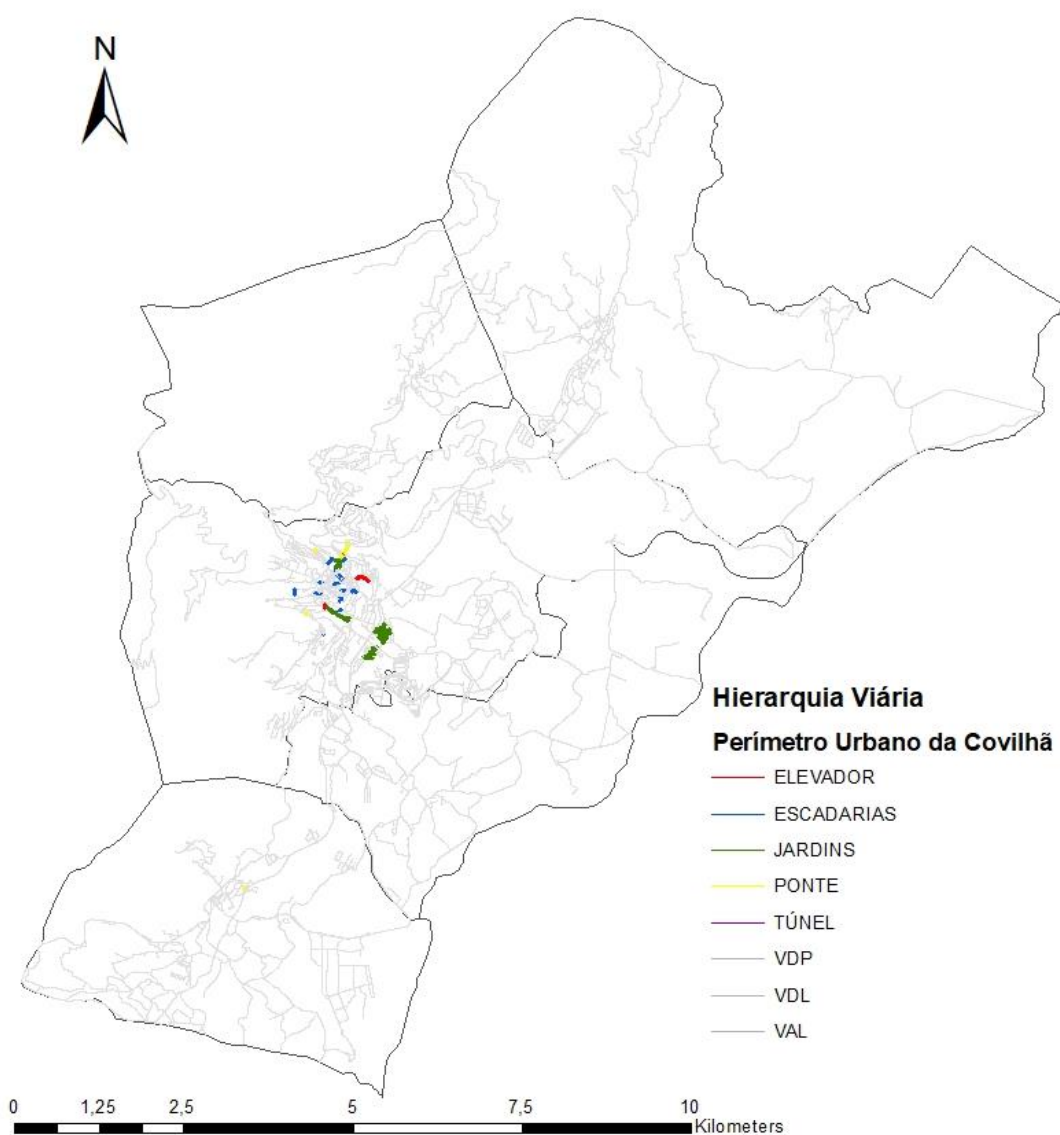 N
Hierarquia Viária
Perímetro Urbano da Covilhã
ELEVADOR
ESCADARIAS
JARDINS
PONTE
TÚNEL
VDP
VDL
VAL
0 1,25 2,5 5 7,5 10
Kilometers